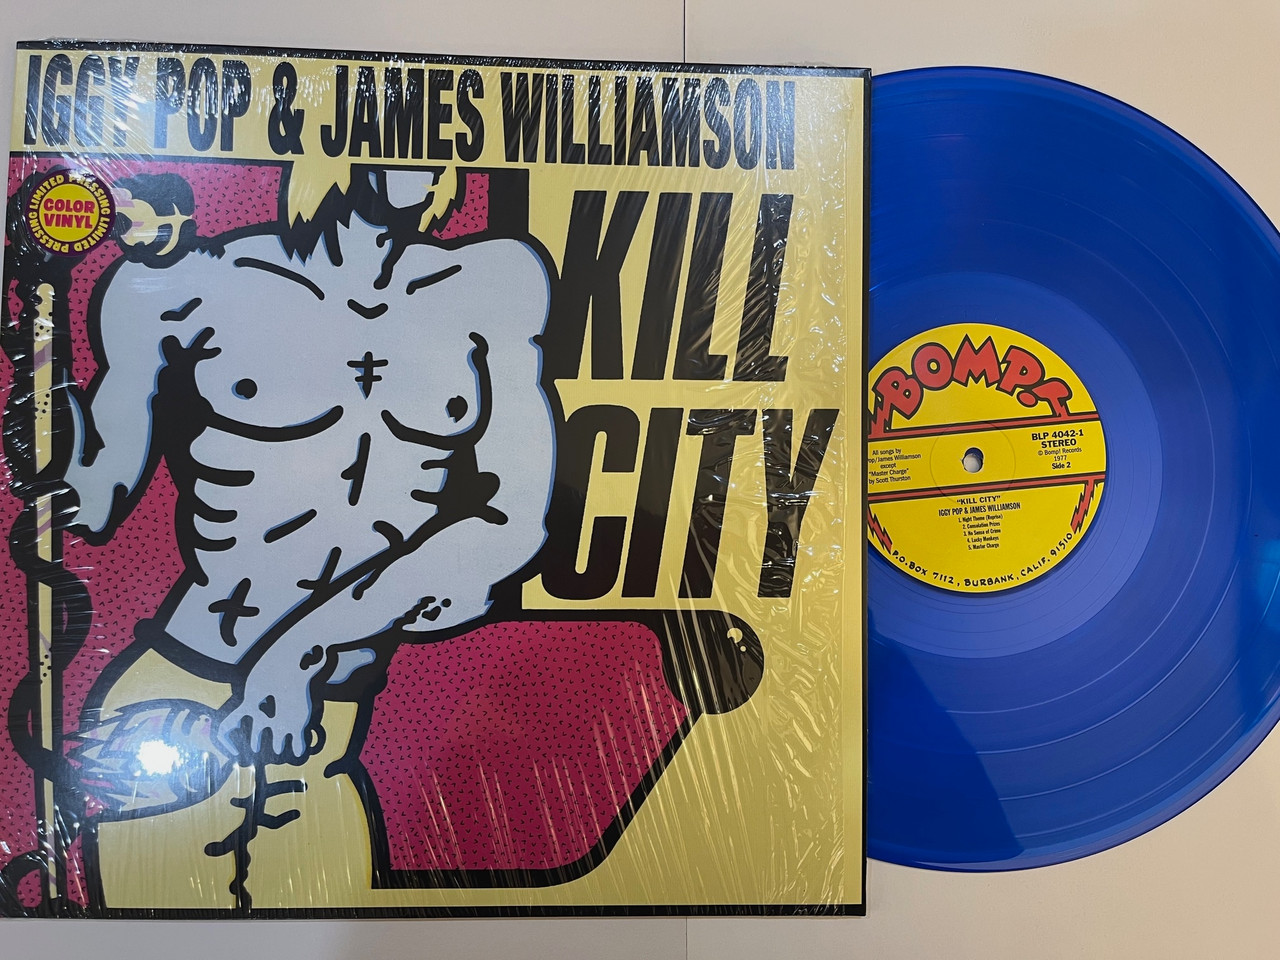 IGGY POP & JAMES WILLIAMSON
LIMITED PRESSING LIMITED PRESSING
COLOR
VINYL
KILL
CITY
BOMP!
BLP 4042-1
STEREO
© Bomp! Records
1977
Side 2
All songs by
op/James Williamson
except
"Master Charge"
by Scott Thurston
"KILL CITY"
IGGY POP & JAMES WILLIAMSON
1. Night Theme (Reprise)
2. Consolation Prizes
3. No Sense of Crime
4. Lucky Monkeys
5. Master Charge
P.O. BOX 7112, BURBANK, CALIF. 91510